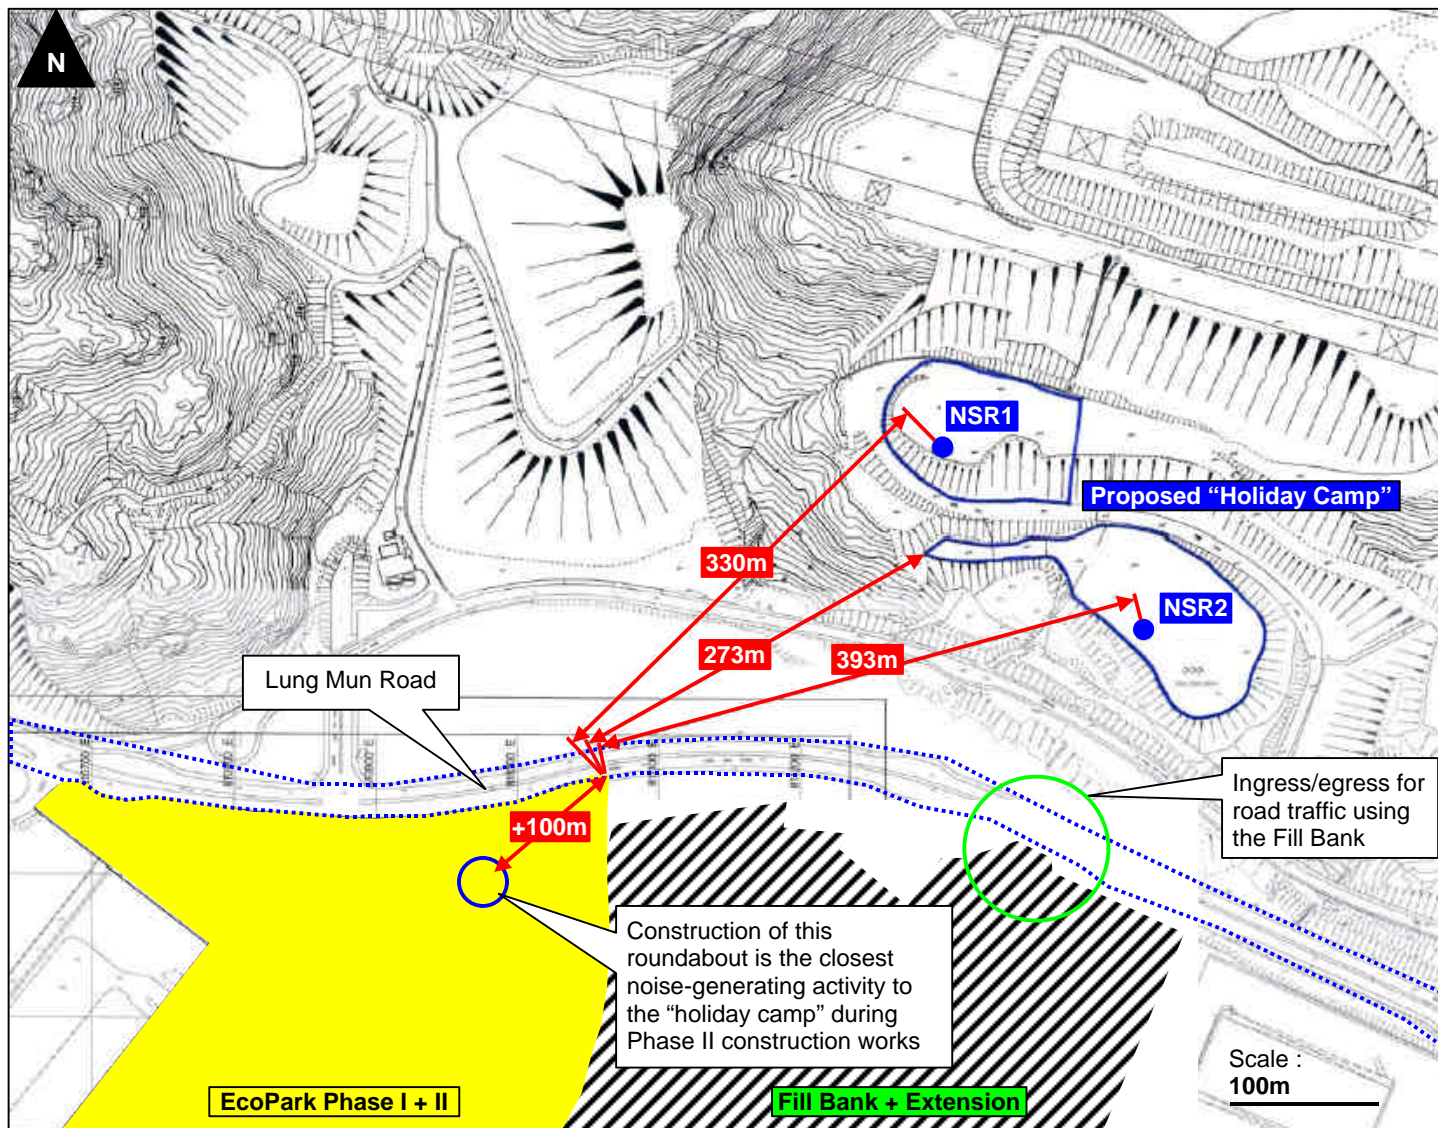 N
NSR1
Proposed “Holiday Camp”
330m
NSR2
273m
393m
Lung Mun Road
+100m
Ingress/egress for
road traffic using
the Fill Bank
Construction of this
roundabout is the closest
noise-generating activity to
the “holiday camp” during
Phase II construction works
Scale :
100m
EcoPark Phase I + II
Fill Bank + Extension